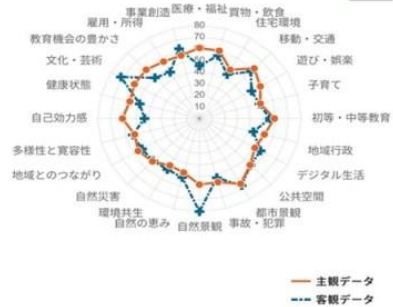 医療・福祉
買物・飲食
住宅環境
移動・交通
遊び・娯楽
子育て
初等・中等教育
地域行政
デジタル生活
公共空間
都市景観
事故・犯罪
自然景観
自然の恵み
環境共生
自然災害
地域とのつながり
多様性と寛容性
自己効力感
健康状態
文化・芸術
教育機会の豊かさ
雇用・所得
事業創造
80
70
60
50
40
30
20
10
主観データ
客観データ